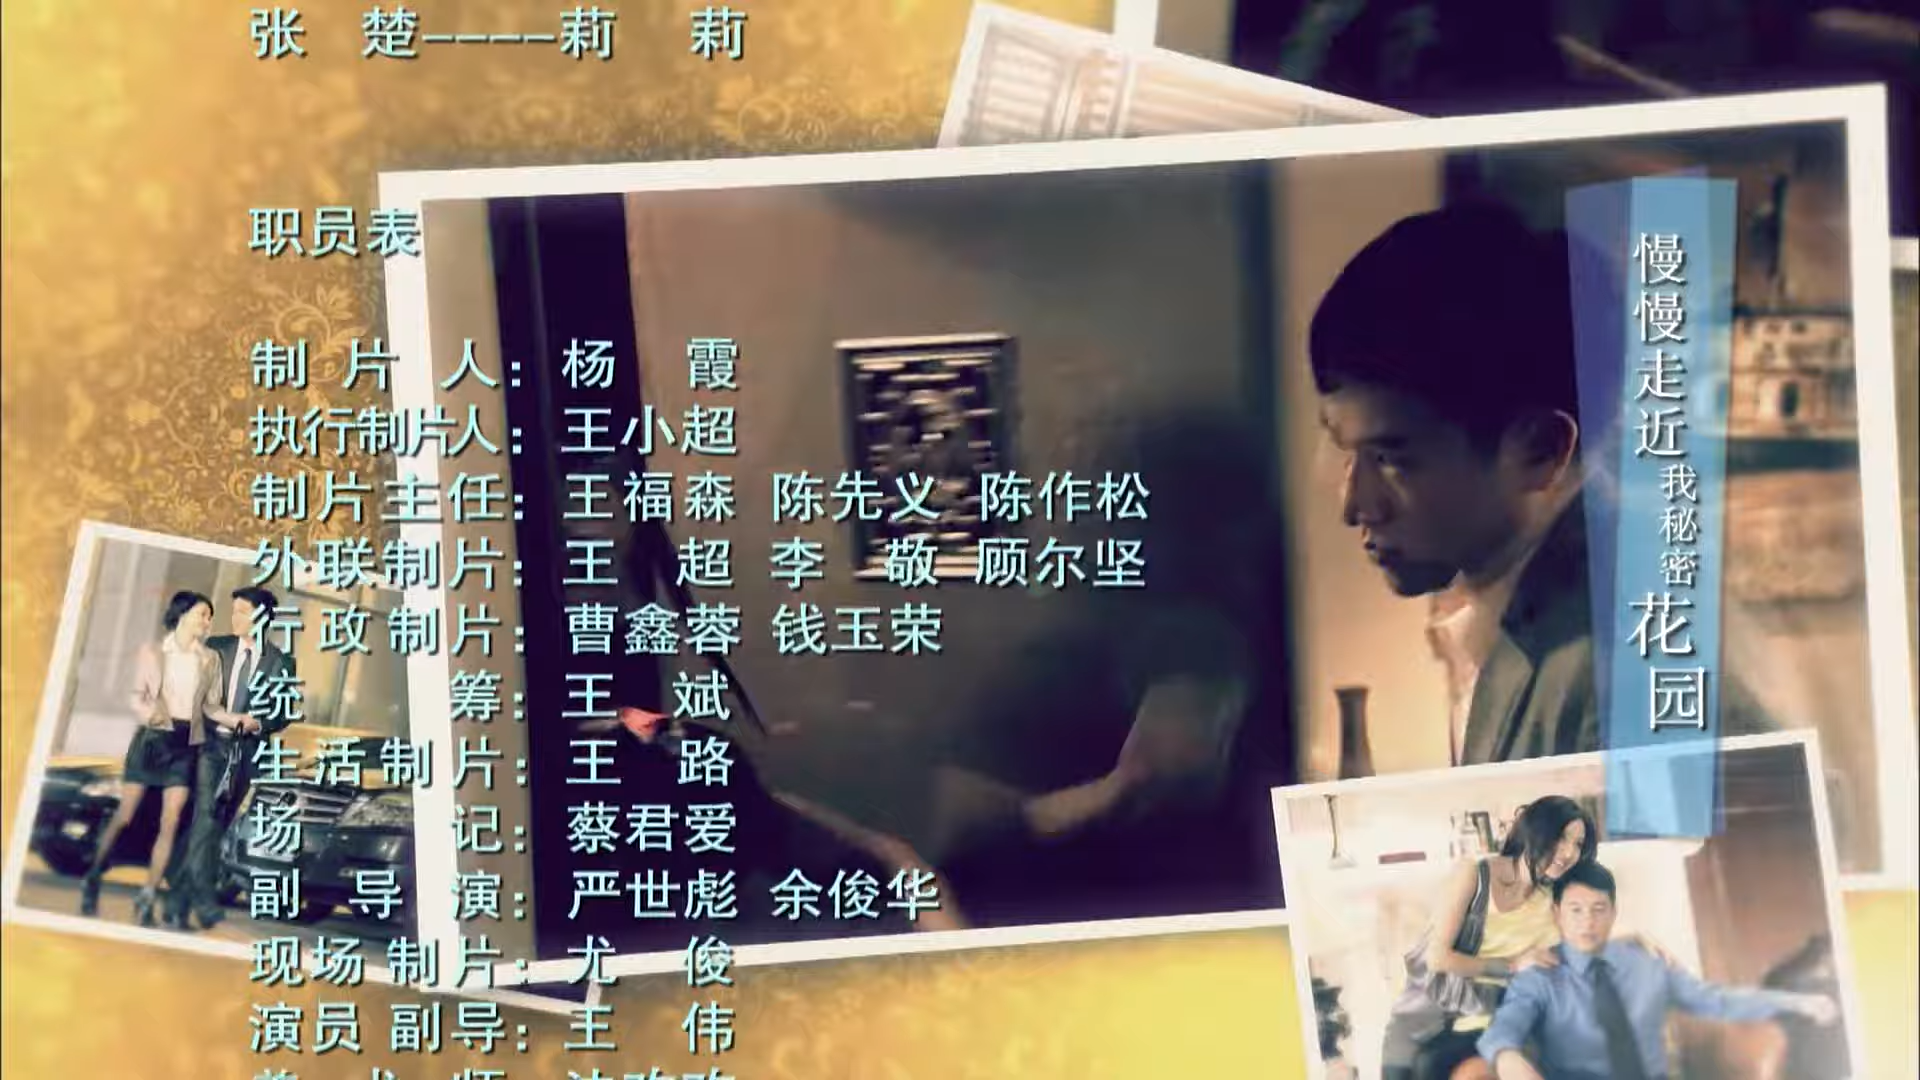 张 楚----莉 莉
职员表
制 片 人：杨 霞
执行制片人：王小超
制片主任：王福森 陈先义 陈作松
外联制片：王 超 李 敬 顾尔坚
行政制片：曹鑫蓉 钱玉荣
统 筹：王 斌
生活制片：王 路
场 记：蔡君爱
副 导 演：严世彪 余俊华
现场制片：尤 俊
演员副导：王 伟
慢慢走近我秘密花园